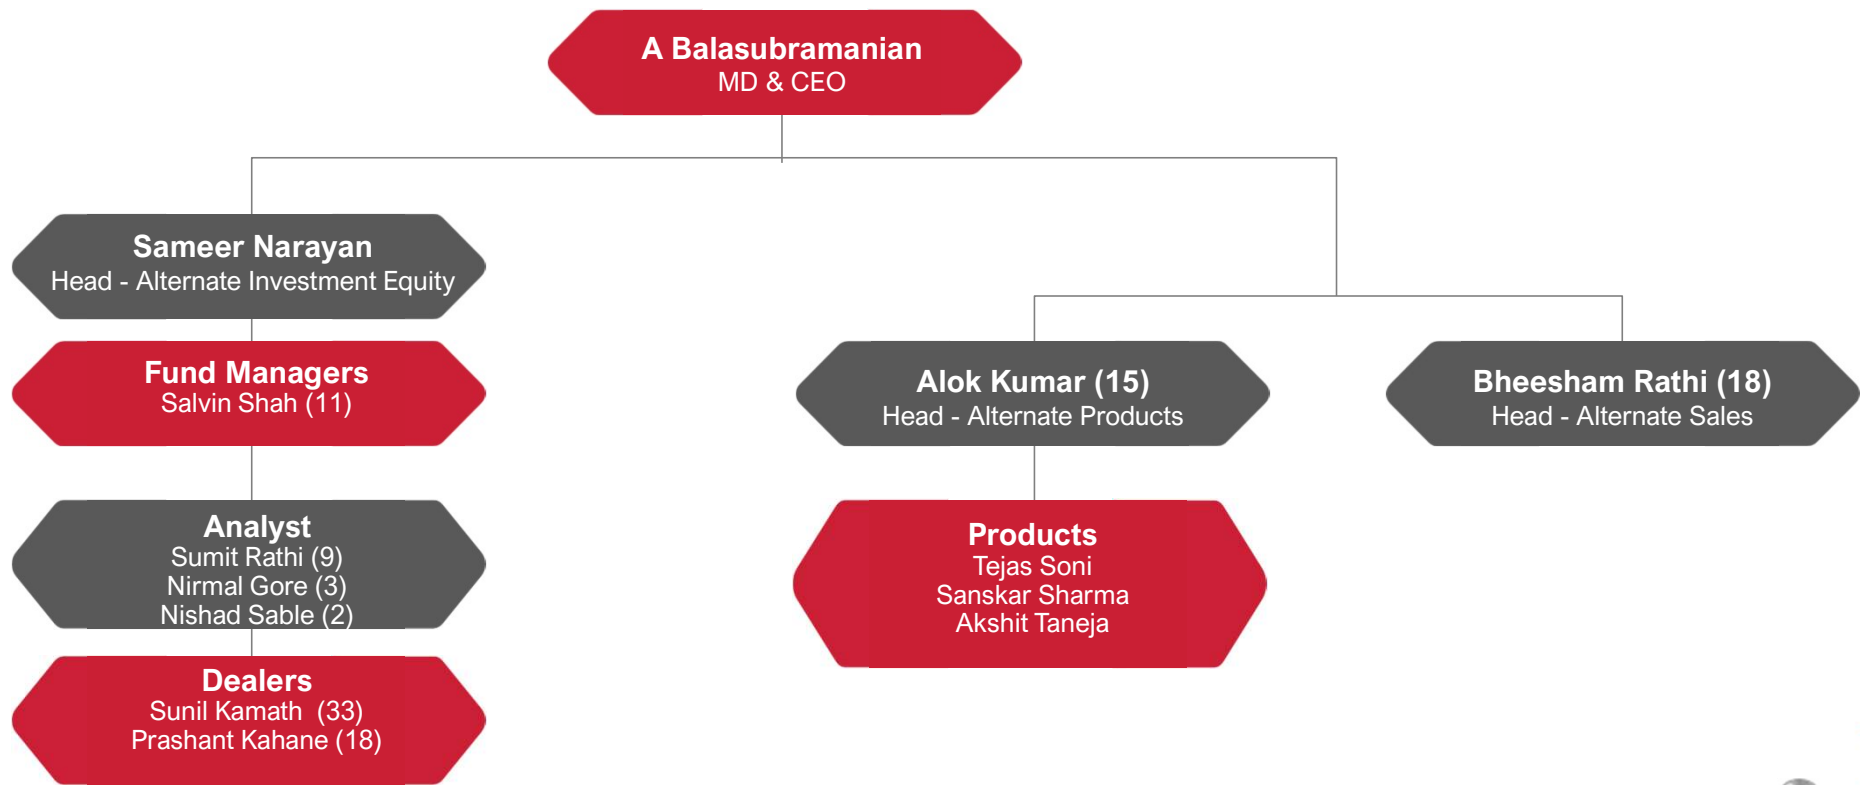 A Balasubramanian
MD & CEO
Sameer Narayan
Head - Alternate Investment Equity
Fund Managers
Salvin Shah (11)
Analyst
Sumit Rathi (9)
Nirmal Gore (3)
Nishad Sable (2)
Dealers
Sunil Kamath  (33)
Prashant Kahane (18)
Alok Kumar (15)
Head - Alternate Products
Products
Tejas Soni
Sanskar Sharma
Akshit Taneja
Bheesham Rathi (18)
Head - Alternate Sales